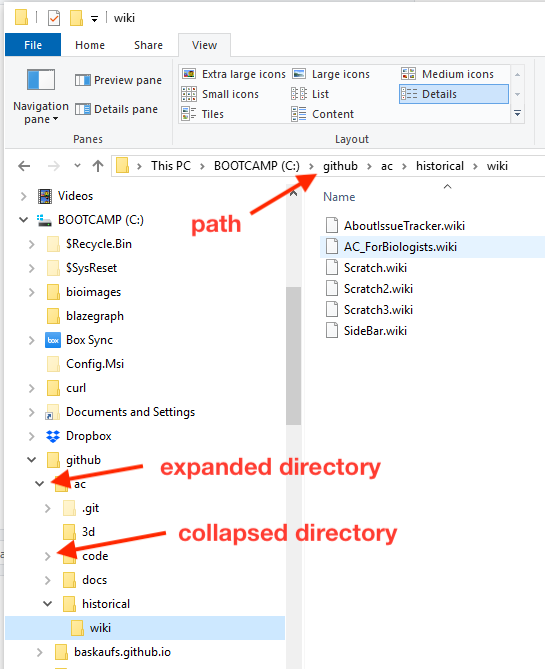 wiki
File Home Share View
Navigation pane
Preview pane
Details pane
Panes
Extra large icons Large icons Medium icons
Small icons List Details
Tiles Content
Layout
This PC BOOTCAMP (C:) github ac historical wiki
path
Videos
BOOTCAMP (C:)
$Recycle.Bin
$SysReset
bioimages
blazegraph
box Box Sync
Config.Msi
curl
Documents and Settings
Dropbox
github
expanded directory
ac
.git
3d
collapsed directory
code
docs
historical
wiki
baskaufs.github.io
Name
AboutIssueTracker.wiki
AC_ForBiologists.wiki
Scratch.wiki
Scratch2.wiki
Scratch3.wiki
SideBar.wiki